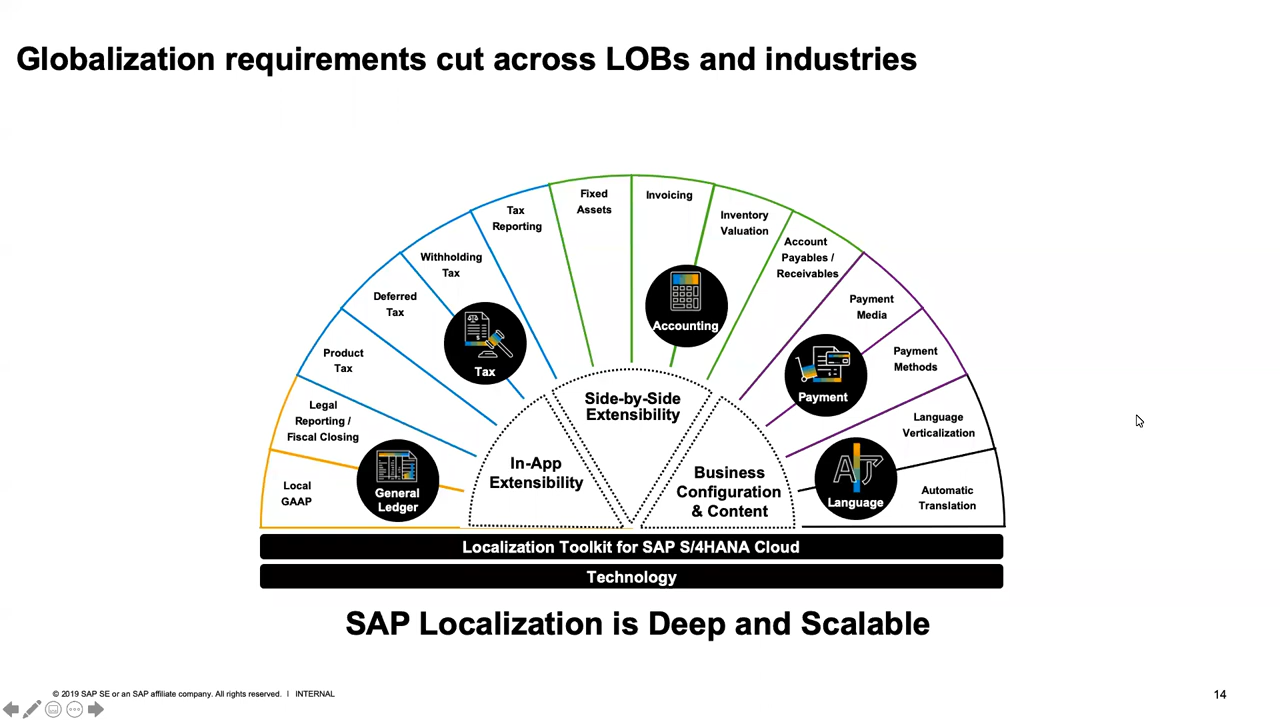 Globalization requirements cut across LOBs and industries
Fixed
Assets
Invoicing
Tax
Reporting
Inventory
Valuation
Withholding
Tax
Account
Payables /
Receivables
Deferred
Tax
Payment
Media
Accounting
Product
Tax
Tax
Payment
Methods
Payment
Side-by-Side
Extensibility
Legal
Reporting /
Fiscal Closing
Language
Verticalization
In-App
Extensibility
Business
Configuration
& Content
Local
GAAP
General
Ledger
Language
Automatic
Translation
Localization Toolkit for SAP S/4HANA Cloud
Technology
SAP Localization is Deep and Scalable
© 2019 SAP SE or an SAP affiliate company. All rights reserved. | INTERNAL
14